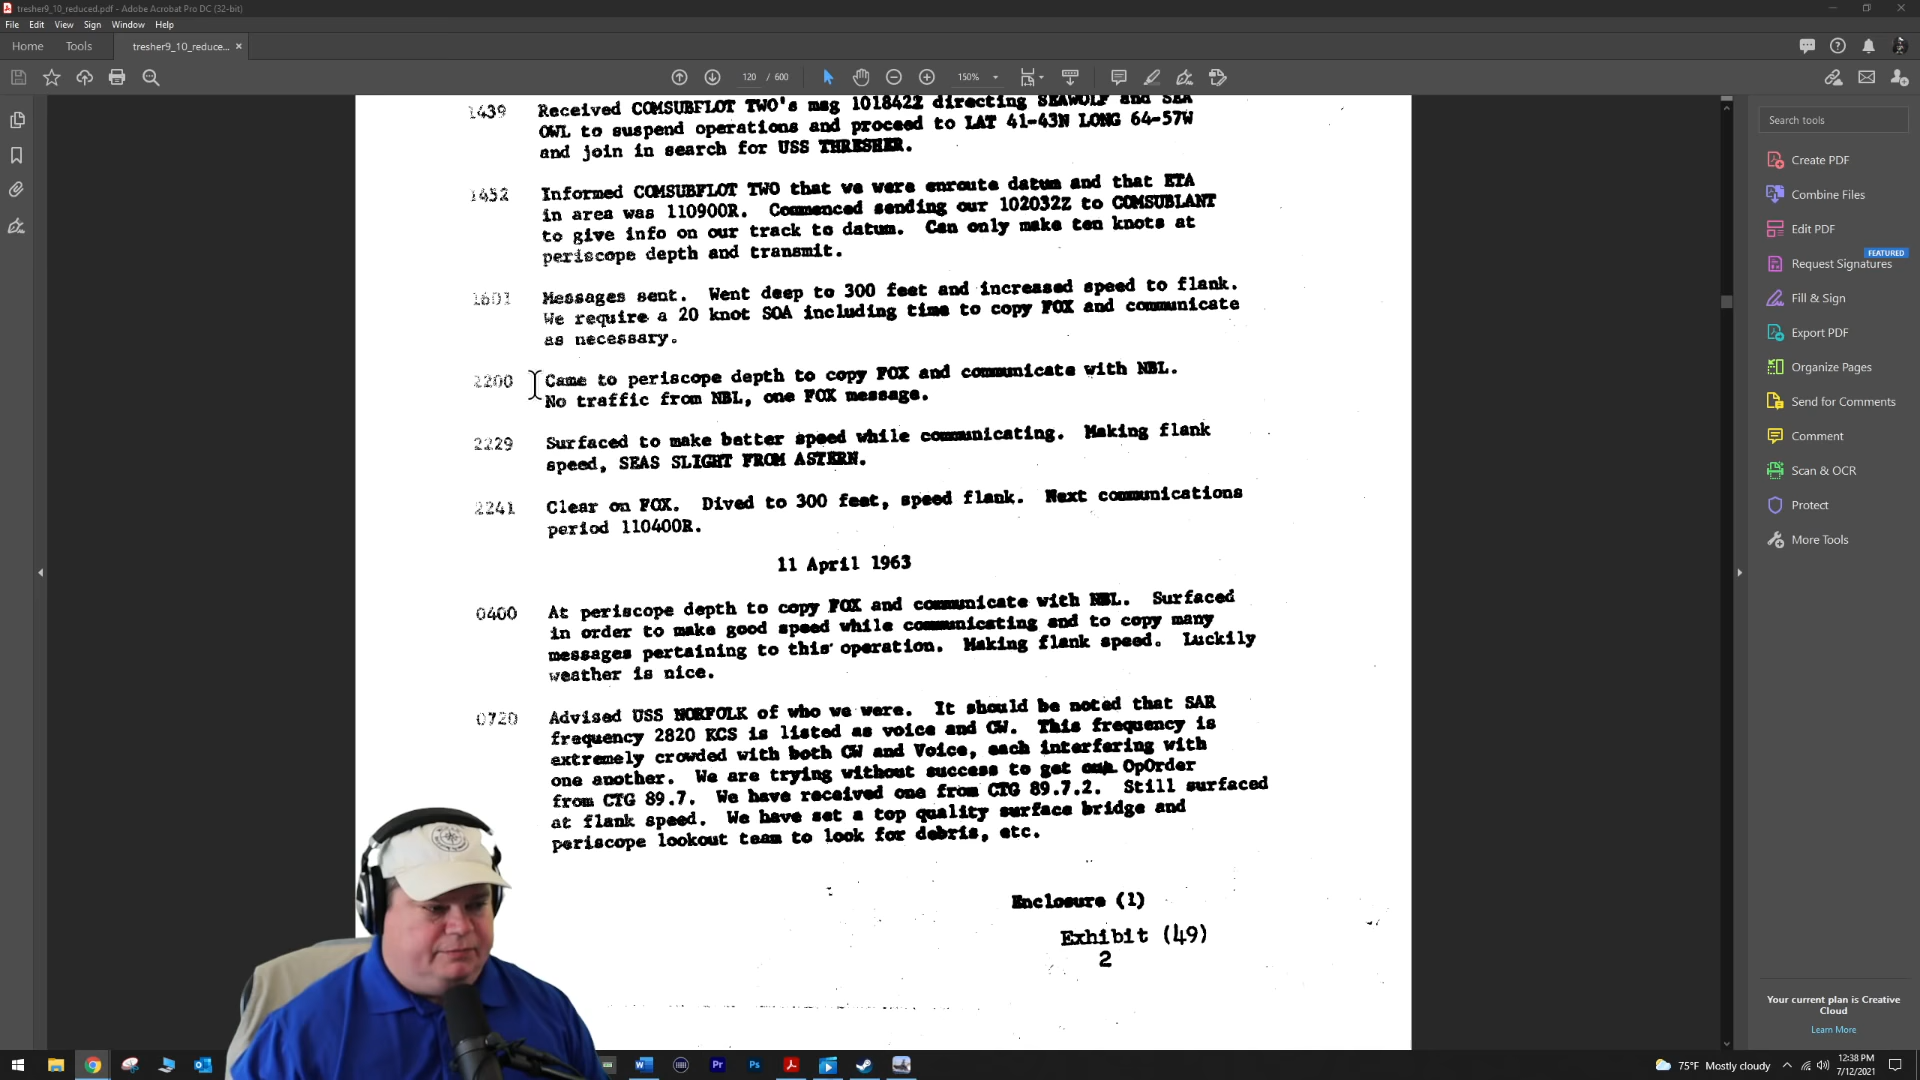 tresher9_10_reduced.pdf - Adobe Acrobat Pro DC (32-bit)
File Edit View Sign Window Help
Home Tools tresher9_10_reduce... ×
120 / 600 150%
1439 Received COMSUBFLOT TWO's msg 101842Z directing SEAWOLF and SEA
OWL to suspend operations and proceed to LAT 41-43N LONG 64-57W
and join in search for USS THRESHER.
1452 Informed COMSUBFLOT TWO that we were enroute datum and that ETA
in area was 110900R. Commenced sending our 102032Z to COMSUBLANT
to give info on our track to datum. Can only make ten knots at
periscope depth and transmit.
Messages sent. Went deep to 300 feet and increased speed to flank.
We require a 20 knot SOA including time to copy FOX and communicate
as necessary.
2200 Came to periscope depth to copy FOX and communicate with NBL.
No traffic from NBL, one FOX message.
2229 Surfaced to make better speed while communicating. Making flank
speed, SEAS SLIGHT FROM ASTERN.
2241 Clear on FOX. Dived to 300 feet, speed flank. Next communications
period 110400R.
11 April 1963
0400 At periscope depth to copy FOX and communicate with NBL. Surfaced
in order to make good speed while communicating and to copy many
messages pertaining to this operation. Making flank speed. Luckily
weather is nice.
0720 Advised USS NORFOLK of who we were. It should be noted that SAR
frequency 2820 KCS is listed as voice and CW. This frequency is
extremely crowded with both CW and Voice, each interfering with
one another. We are trying without success to get OpOrder
from CTG 89.7. We have received one from CTG 89.7.2. Still surfaced
at flank speed. We have set a top quality surface bridge and
periscope lookout team to look for debris, etc.
Enclosure (1)
Exhibit (49)
2
Search tools
Create PDF
Combine Files
Edit PDF
FEATURED
Request Signatures
Fill & Sign
Export PDF
Organize Pages
Send for Comments
Comment
Scan & OCR
Protect
More Tools
Your current plan is Creative
Cloud
Learn More
75°F Mostly cloudy
12:38 PM
7/12/2021